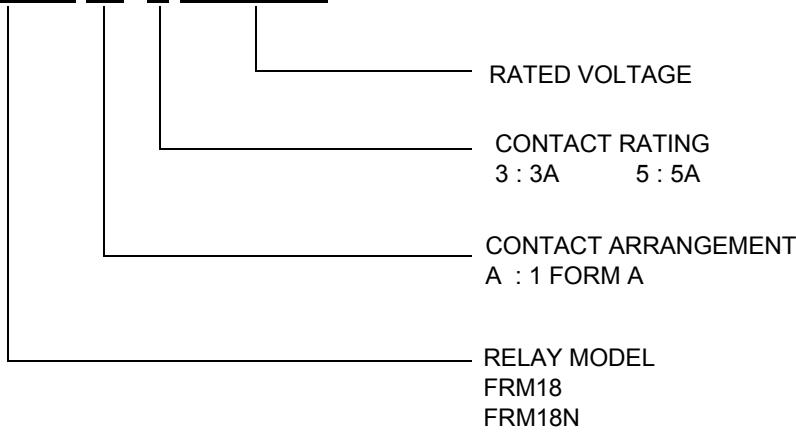 RATED VOLTAGE
CONTACT RATING
3 : 3A 5 : 5A
CONTACT ARRANGEMENT
A : 1 FORM A
RELAY MODEL
FRM18
FRM18N